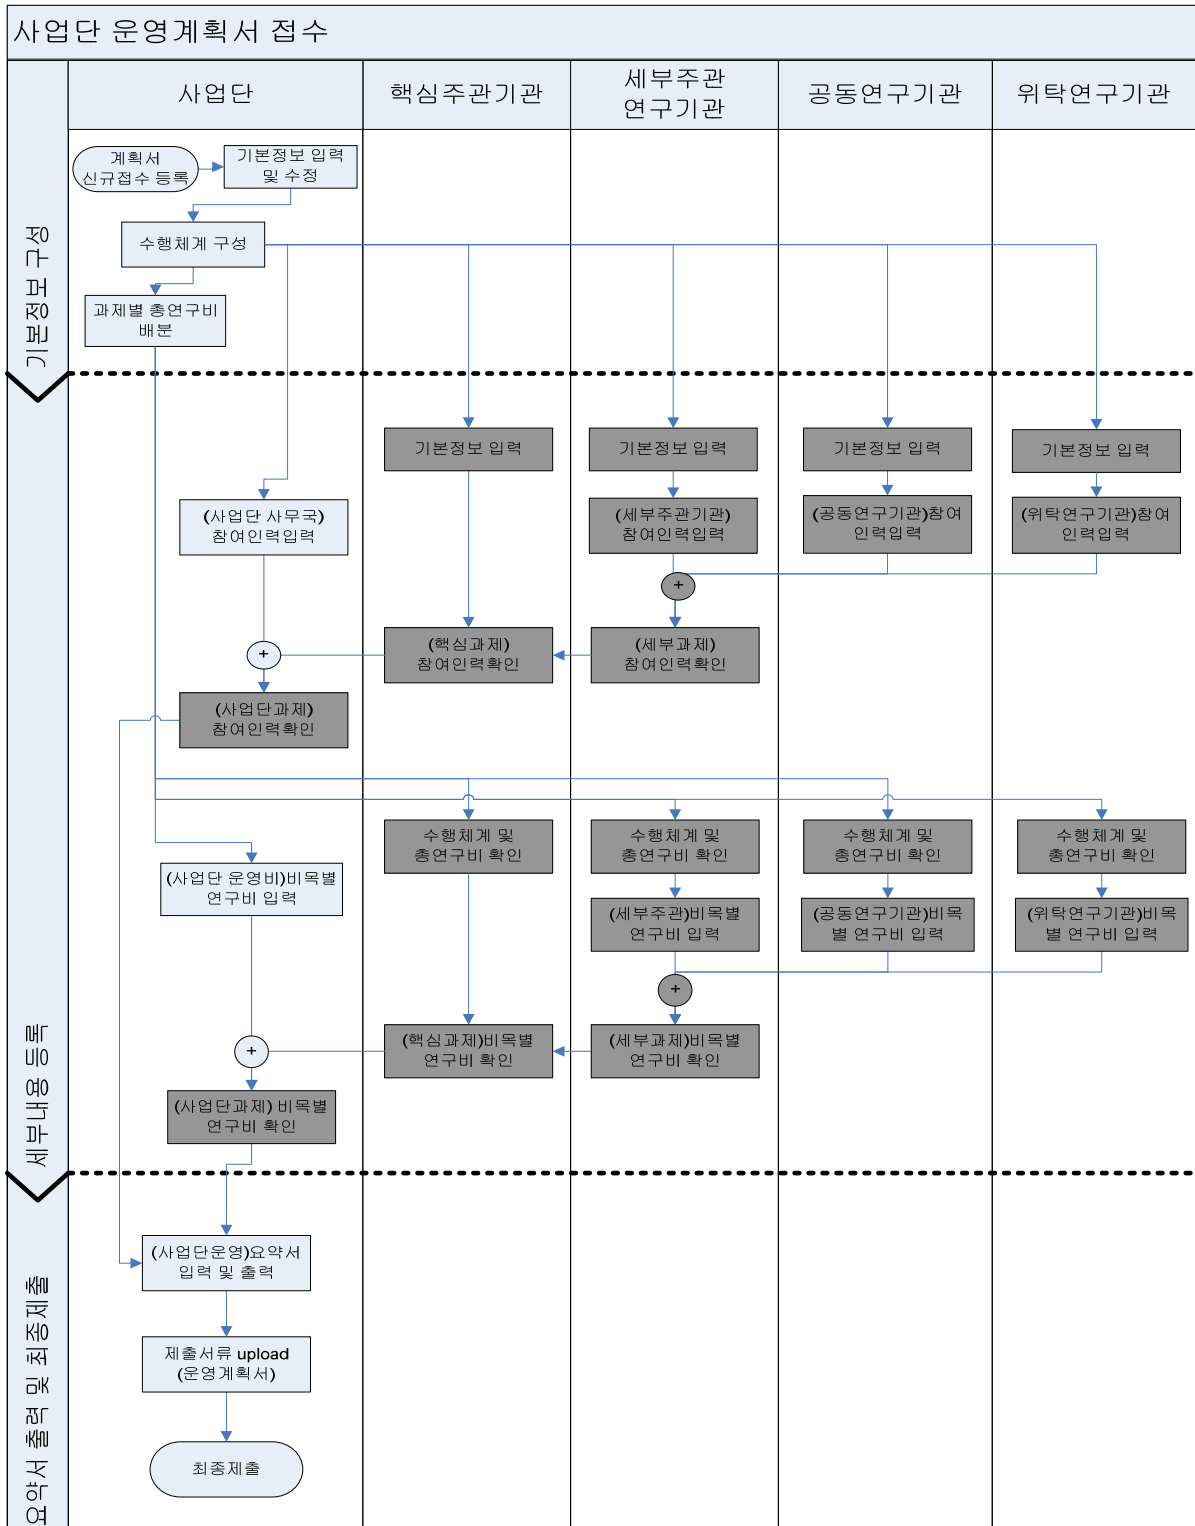 사업단 운영계획서 접수
사업단
핵심주관기관
세부주관
연구기관
공동연구기관
위탁연구기관
기본정보 구성
계획서
신규접수 등록
기본정보 입력
및 수정
수행체계 구성
과제별 총연구비
배분
세부내용 등록
기본정보 입력
기본정보 입력
기본정보 입력
기본정보 입력
(사업단 사무국)
참여인력입력
(세부주관기관)
참여인력입력
(공동연구기관)참여
인력입력
(위탁연구기관)참여
인력입력
+
+
(핵심과제)
참여인력확인
(세부과제)
참여인력확인
(사업단과제)
참여인력확인
수행체계 및
총연구비 확인
수행체계 및
총연구비 확인
수행체계 및
총연구비 확인
수행체계 및
총연구비 확인
(사업단 운영비)비목별
연구비 입력
(세부주관)비목별
연구비 입력
(공동연구기관)비목
별 연구비 입력
(위탁연구기관)비목
별 연구비 입력
+
+
(핵심과제)비목별
연구비 확인
(세부과제)비목별
연구비 확인
(사업단과제) 비목별
연구비 확인
요약서 출력 및 최종제출
(사업단운영)요약서
입력 및 출력
제출서류 upload
(운영계획서)
최종제출